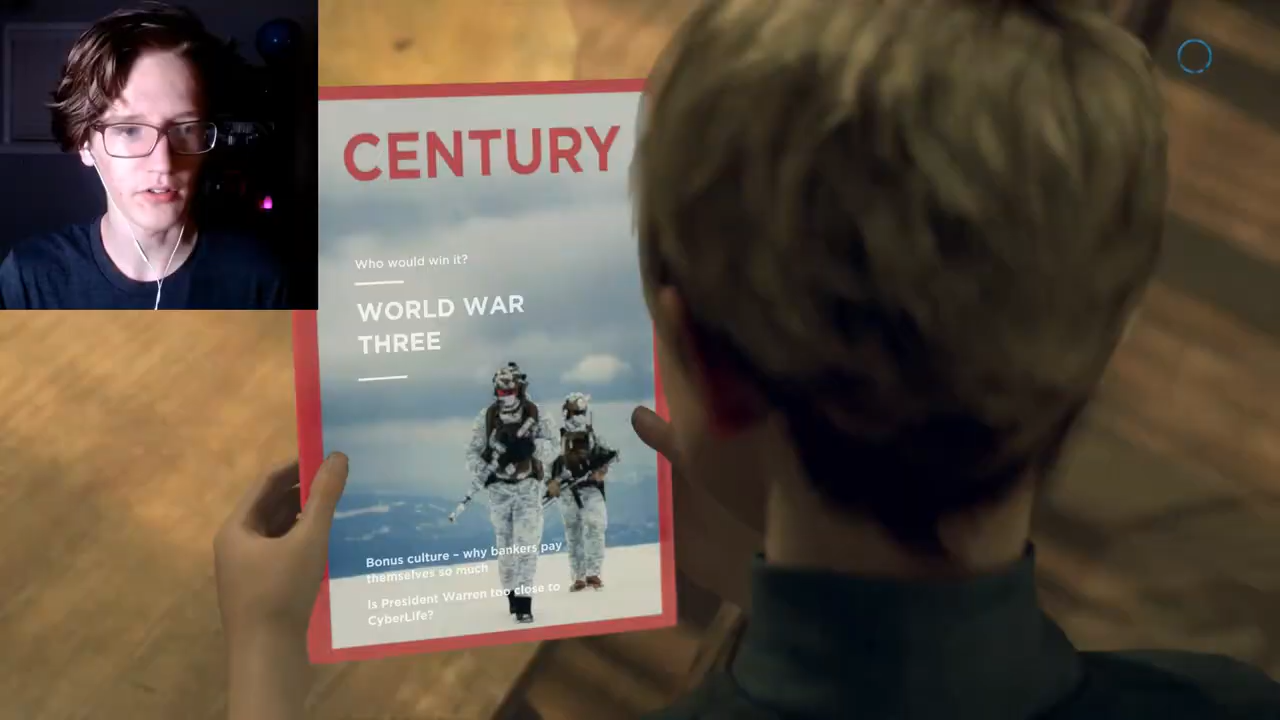 CENTURY
Who would win it?
WORLD WAR
THREE
Bonus culture – why bankers pay
themselves so much
Is President Warren too close to
CyberLife?